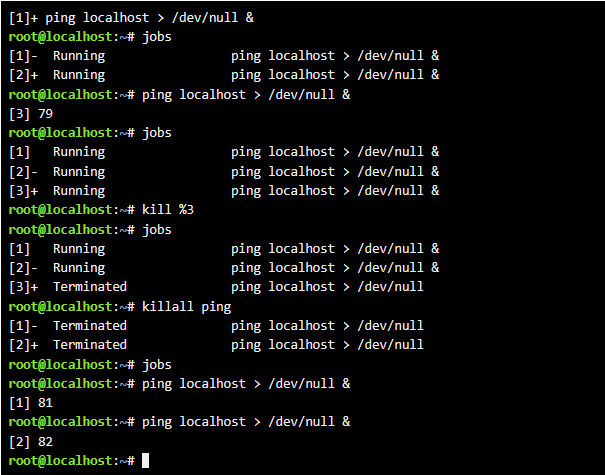 [1]+ ping localhost > /dev/null &
root@localhost:~# jobs
[1]-  Running                 ping localhost > /dev/null &
[2]+  Running                 ping localhost > /dev/null &
root@localhost:~# ping localhost > /dev/null &
[3] 79
root@localhost:~# jobs
[1]   Running                 ping localhost > /dev/null &
[2]-  Running                 ping localhost > /dev/null &
[3]+  Running                 ping localhost > /dev/null &
root@localhost:~# kill %3
root@localhost:~# jobs
[1]   Running                 ping localhost > /dev/null &
[2]-  Running                 ping localhost > /dev/null &
[3]+  Terminated              ping localhost > /dev/null
root@localhost:~# killall ping
[1]-  Terminated              ping localhost > /dev/null
[2]+  Terminated              ping localhost > /dev/null
root@localhost:~# jobs
root@localhost:~# ping localhost > /dev/null &
[1] 81
root@localhost:~# ping localhost > /dev/null &
[2] 82
root@localhost:~#